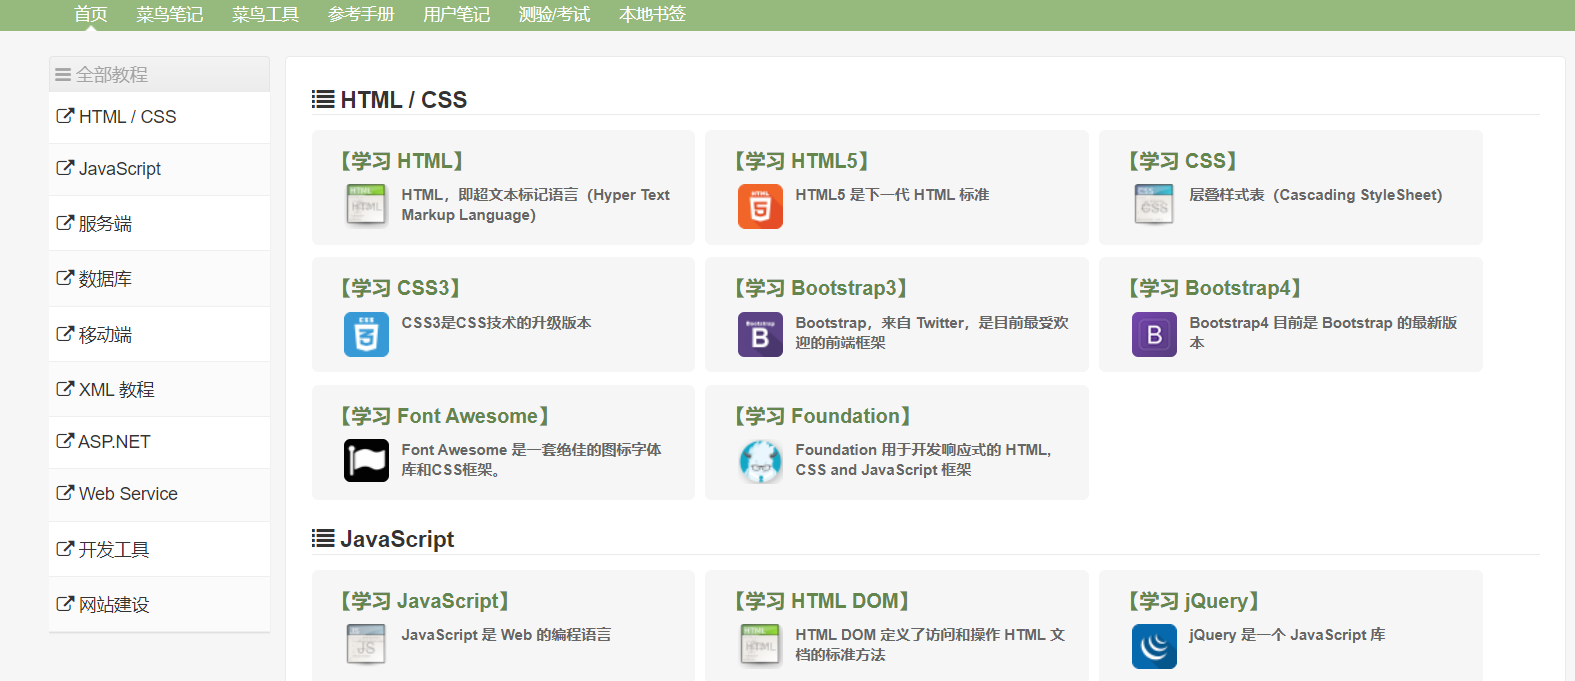 首页 菜鸟笔记 菜鸟工具 参考手册 用户笔记 测验/考试 本地书签
全部教程
HTML / CSS
JavaScript
服务端
数据库
移动端
XML 教程
ASP.NET
Web Service
开发工具
网站建设
HTML / CSS
【学习 HTML】
HTML
HTML
HTML，即超文本标记语言（Hyper Text
Markup Language）
【学习 HTML5】
HTML
5
HTML5 是下一代 HTML 标准
【学习 CSS】
CSS
CSS
层叠样式表（Cascading StyleSheet)
【学习 CSS3】
CSS
3
CSS3是CSS技术的升级版本
【学习 Bootstrap3】
Bootstrap
B
Bootstrap，来自 Twitter，是目前最受欢
迎的前端框架
【学习 Bootstrap4】
B
Bootstrap4 目前是 Bootstrap 的最新版
本
【学习 Font Awesome】
Font Awesome 是一套绝佳的图标字体
库和CSS框架。
【学习 Foundation】
Foundation 用于开发响应式的 HTML,
CSS and JavaScript 框架
JavaScript
【学习 JavaScript】
JS
JS
JavaScript 是 Web 的编程语言
【学习 HTML DOM】
HTML
HTML
HTML DOM 定义了访问和操作 HTML 文
档的标准方法
【学习 jQuery】
jQuery 是一个 JavaScript 库